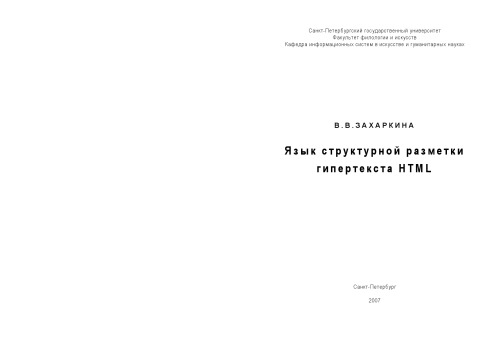 Санкт-Петербургский государственный университет
Факультет филологии и искусств
Кафедра информационных систем в искусстве и гуманитарных науках
В.В.ЗАХАРКИНА
Язык структурной разметки
гипертекста HTML
Санкт-Петербург
2007